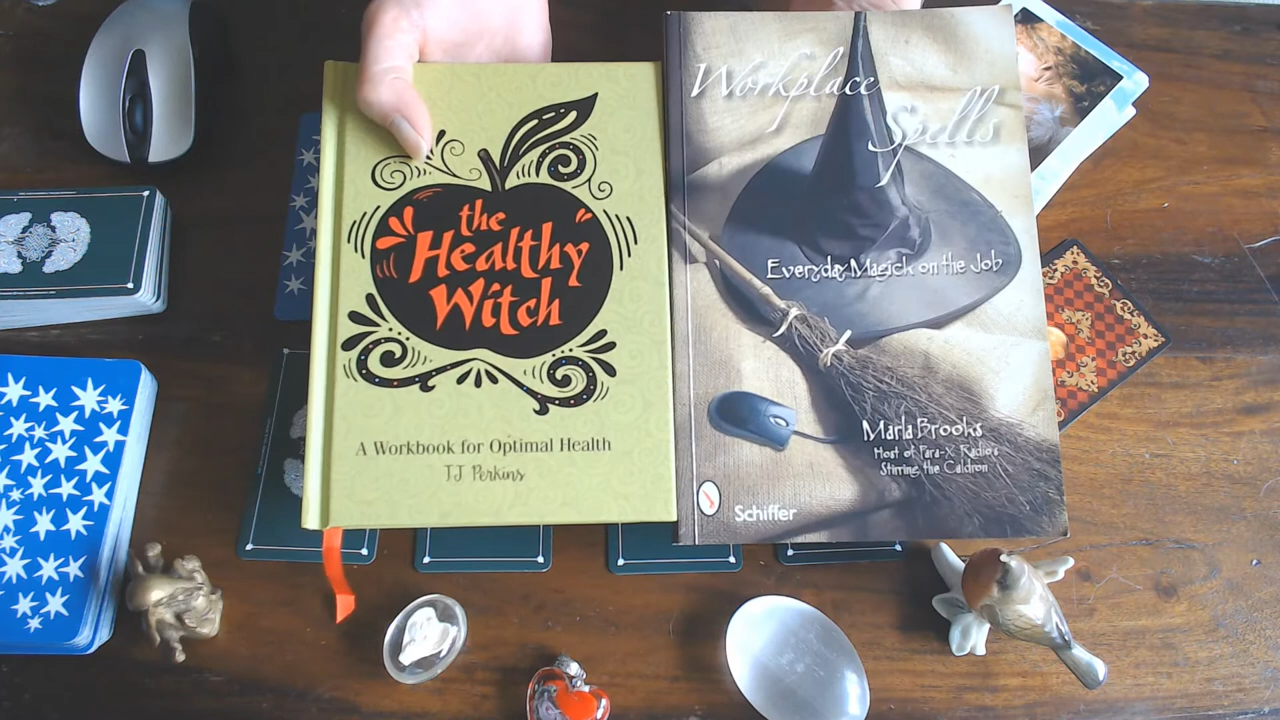 the
Healthy
Witch
A Workbook for Optimal Health
TJ Perkins
Workplace
Spells
Everyday Magick on the Job
Marla Brooks
Host of Para-X Radio's
Stirring the Caldron
Schiffer